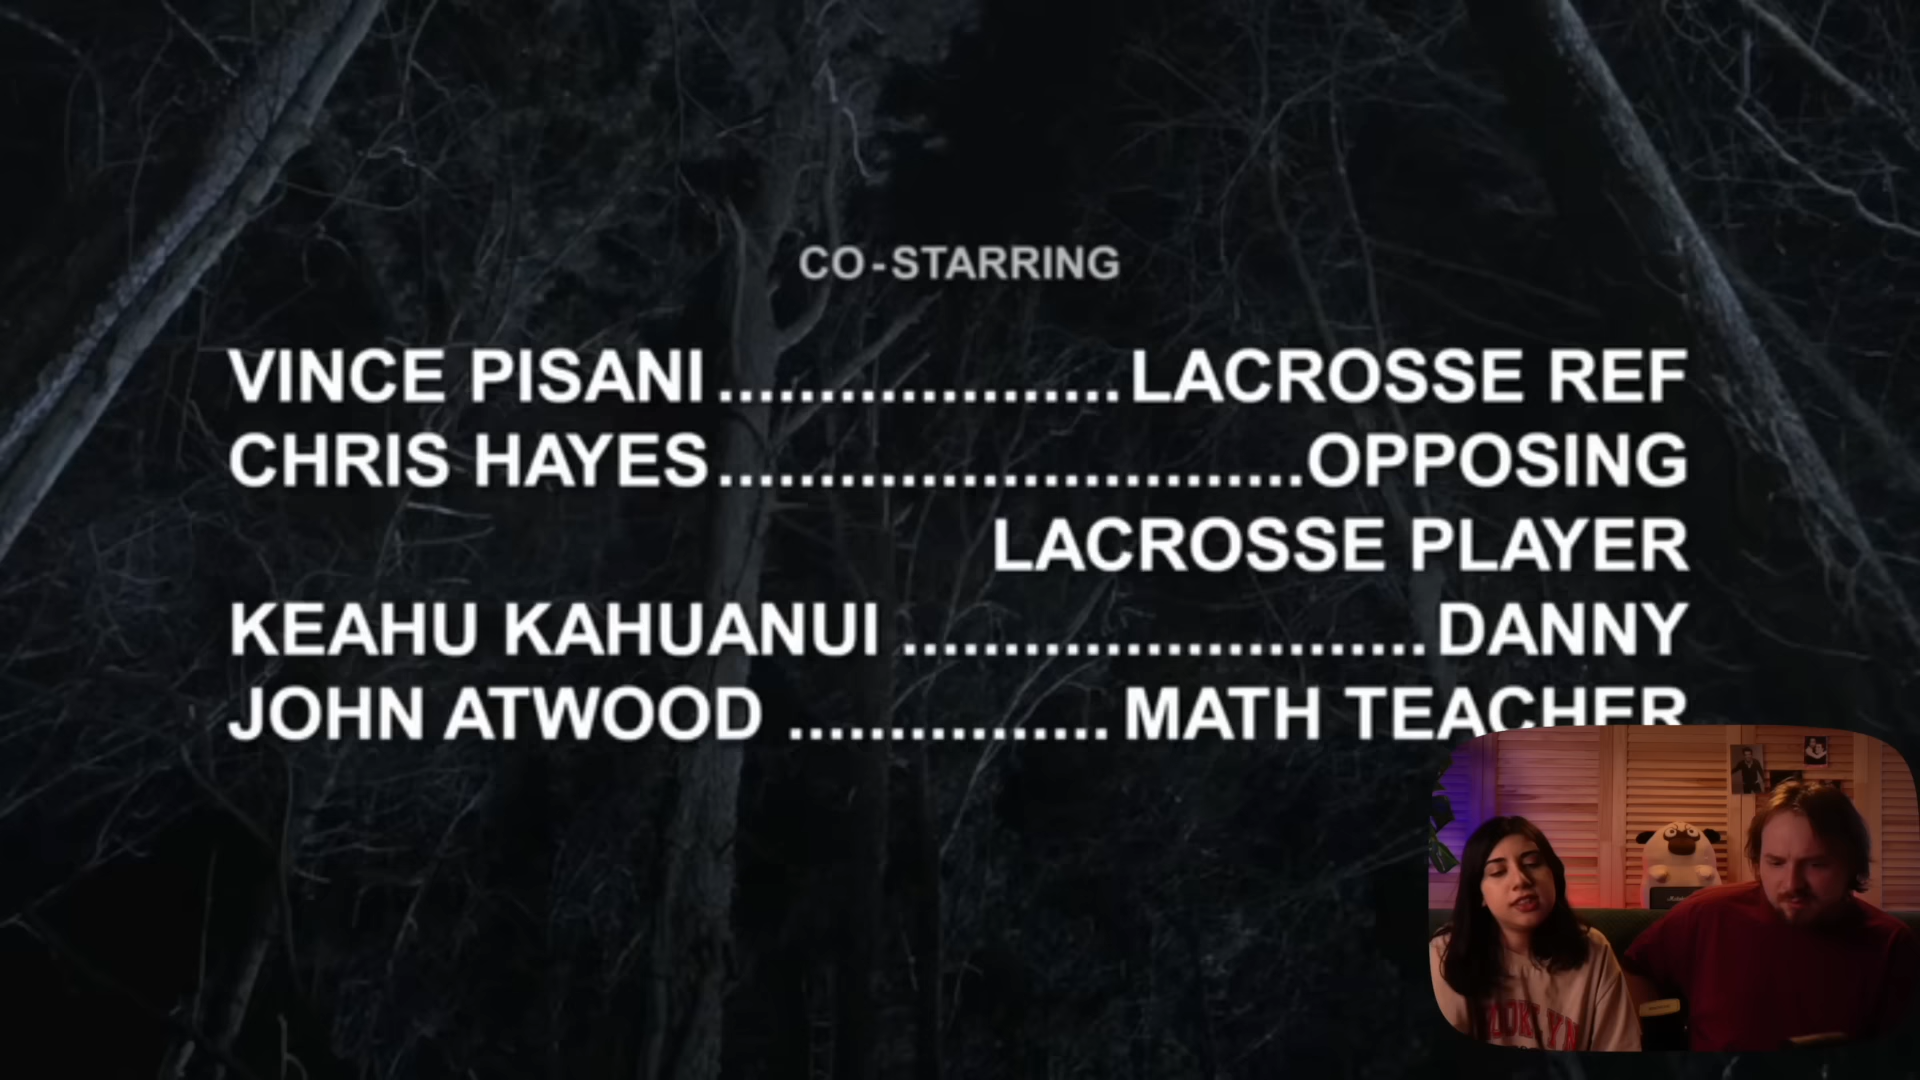 CO-STARRING
VINCE PISANI .................... LACROSSE REF
CHRIS HAYES ............................. OPPOSING
LACROSSE PLAYER
KEAHU KAHUANUI .......................... DANNY
JOHN ATWOOD ................ MATH TEACHER